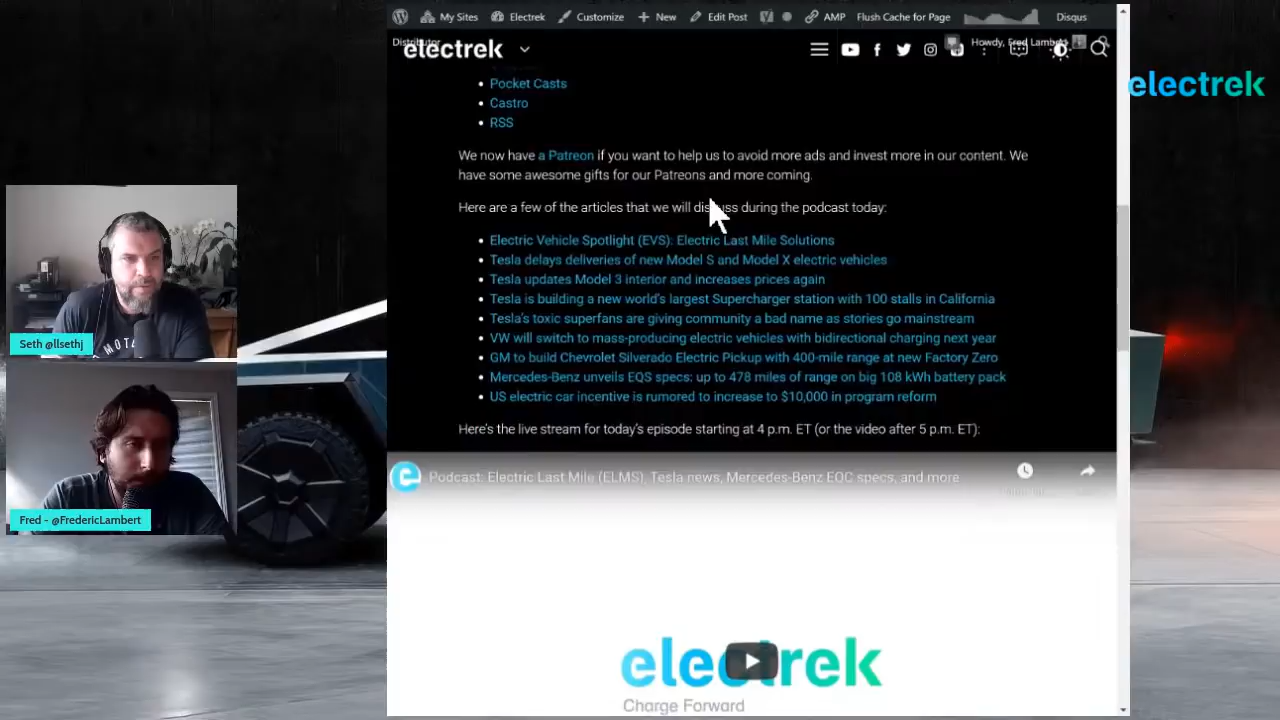 My Sites Electrek Customize New Edit Post AMP Flush Cache for Page Disqus
Howdy, Fred Lambert
electrek
electrek
Pocket Casts
Castro
RSS
We now have a Patreon if you want to help us to avoid more ads and invest more in our content. We
have some awesome gifts for our Patreons and more coming.
Here are a few of the articles that we will discuss during the podcast today:
Electric Vehicle Spotlight (EVS): Electric Last Mile Solutions
Tesla delays deliveries of new Model S and Model X electric vehicles
Tesla updates Model 3 interior and increases prices again
Tesla is building a new world's largest Supercharger station with 100 stalls in California
Tesla's toxic superfans are giving community a bad name as stories go mainstream
VW will switch to mass-producing electric vehicles with bidirectional charging next year
GM to build Chevrolet Silverado Electric Pickup with 400-mile range at new Factory Zero
Mercedes-Benz unveils EQS specs: up to 478 miles of range on big 108 kWh battery pack
US electric car incentive is rumored to increase to $10,000 in program reform
Here's the live stream for today's episode starting at 4 p.m. ET (or the video after 5 p.m. ET):
Podcast: Electric Last Mile (ELMS), Tesla news, Mercedes-Benz EQC specs, and more
electrek
Charge Forward
Seth @llsethj
Fred - @FredericLambert